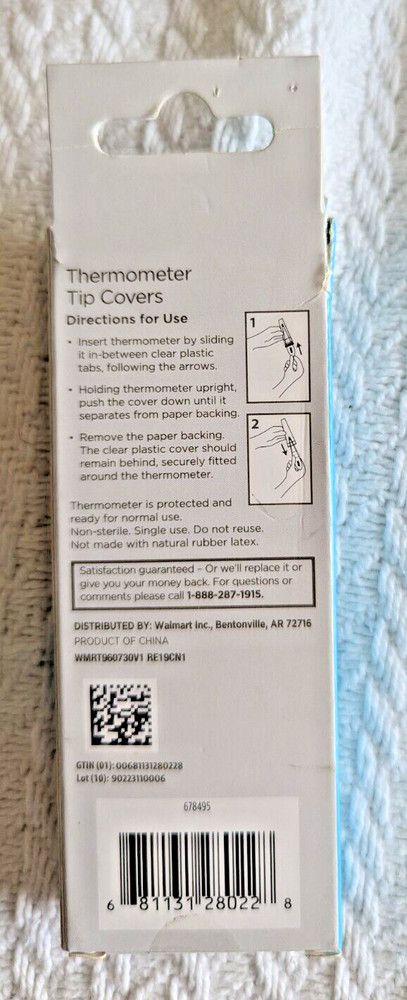 Thermometer
Tip Covers
Directions for Use
• Insert thermometer by sliding
it in-between clear plastic
tabs, following the arrows.
• Holding thermometer upright,
push the cover down until it
separates from paper backing.
• Remove the paper backing.
The clear plastic cover should
remain behind, securely fitted
around the thermometer.
1
2
Thermometer is protected and
ready for normal use.
Non-sterile. Single use. Do not reuse.
Not made with natural rubber latex.
Satisfaction guaranteed – Or we'll replace it or
give you your money back. For questions or
comments please call 1-888-287-1915.
DISTRIBUTED BY: Walmart Inc., Bentonville, AR 72716
PRODUCT OF CHINA
WMRT960730V1 RE19CN1
GTIN (01): 00681131280228
Lot (10): 90223110006
678495
6 81131 28022 8